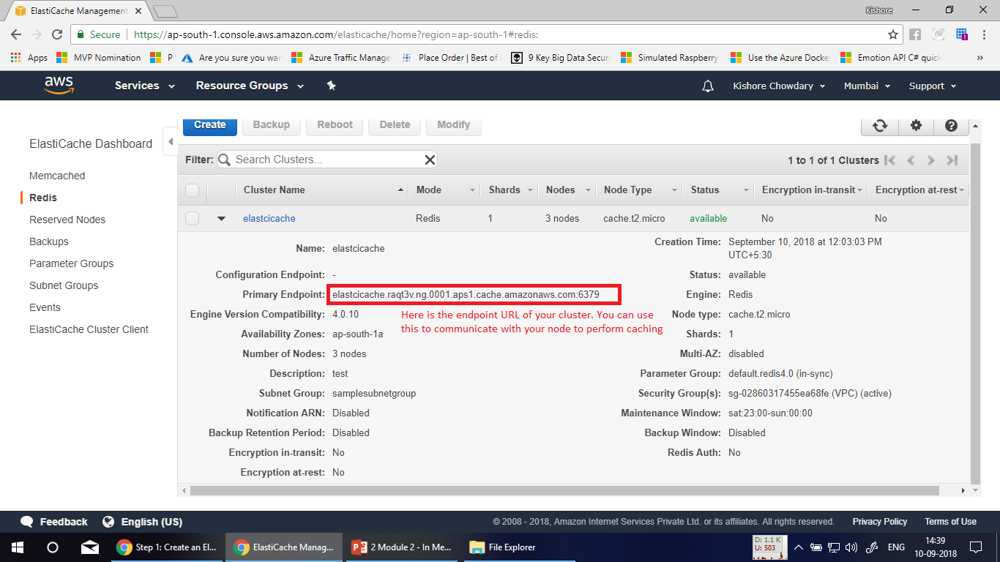 ElastiCache Management
Kishore
Secure
https://ap-south-1.console.aws.amazon.com/elasticache/home?region=ap-south-1#redis:
Apps
MVP Nomination
P
Are you sure you wan
Azure Traffic Manage
Place Order | Best of
9 Key Big Data Securi
Simulated Raspberry
Use the Azure Docke
Emotion API C# quick
»
aws
Services
Resource Groups
Kishore Chowdary
Mumbai
Support
Create
Backup
Reboot
Delete
Modify
ElastiCache Dashboard
Memcached
Redis
Reserved Nodes
Backups
Parameter Groups
Subnet Groups
Events
ElastiCache Cluster Client
Filter:
Search Clusters...
1 to 1 of 1 Clusters
Cluster Name
Mode
Shards
Nodes
Node Type
Status
Encryption in-transit
Encryption at-rest
elastcicache
Redis
1
3 nodes
cache.t2.micro
available
No
No
Name: elastcicache
Configuration Endpoint: -
Primary Endpoint: elastcicache.raqt3v.ng.0001.aps1.cache.amazonaws.com:6379
Engine Version Compatibility: 4.0.10
Here is the endpoint URL of your cluster. You can use
this to communicate with your node to perform caching
Availability Zones: ap-south-1a
Number of Nodes: 3 nodes
Description: test
Subnet Group: samplesubnetgroup
Notification ARN: Disabled
Backup Retention Period: Disabled
Encryption in-transit: No
Encryption at-rest: No
Creation Time: September 10, 2018 at 12:03:03 PM
UTC+5:30
Status: available
Engine: Redis
Node type: cache.t2.micro
Shards: 1
Multi-AZ: disabled
Parameter Group: default.redis4.0 (in-sync)
Security Group(s): sg-02860317455ea68fe (VPC) (active)
Maintenance Window: sat:23:00-sun:00:00
Backup Window: Disabled
Redis Auth: No
Feedback
English (US)
© 2008 - 2018, Amazon Internet Services Private Ltd. or its affiliates. All rights reserved.
Privacy Policy
Terms of Use
Step 1: Create an El...
ElastiCache Manag...
2 Module 2 - In Me...
File Explorer
D: 1.1 K
U: 503
ENG
14:39
10-09-2018